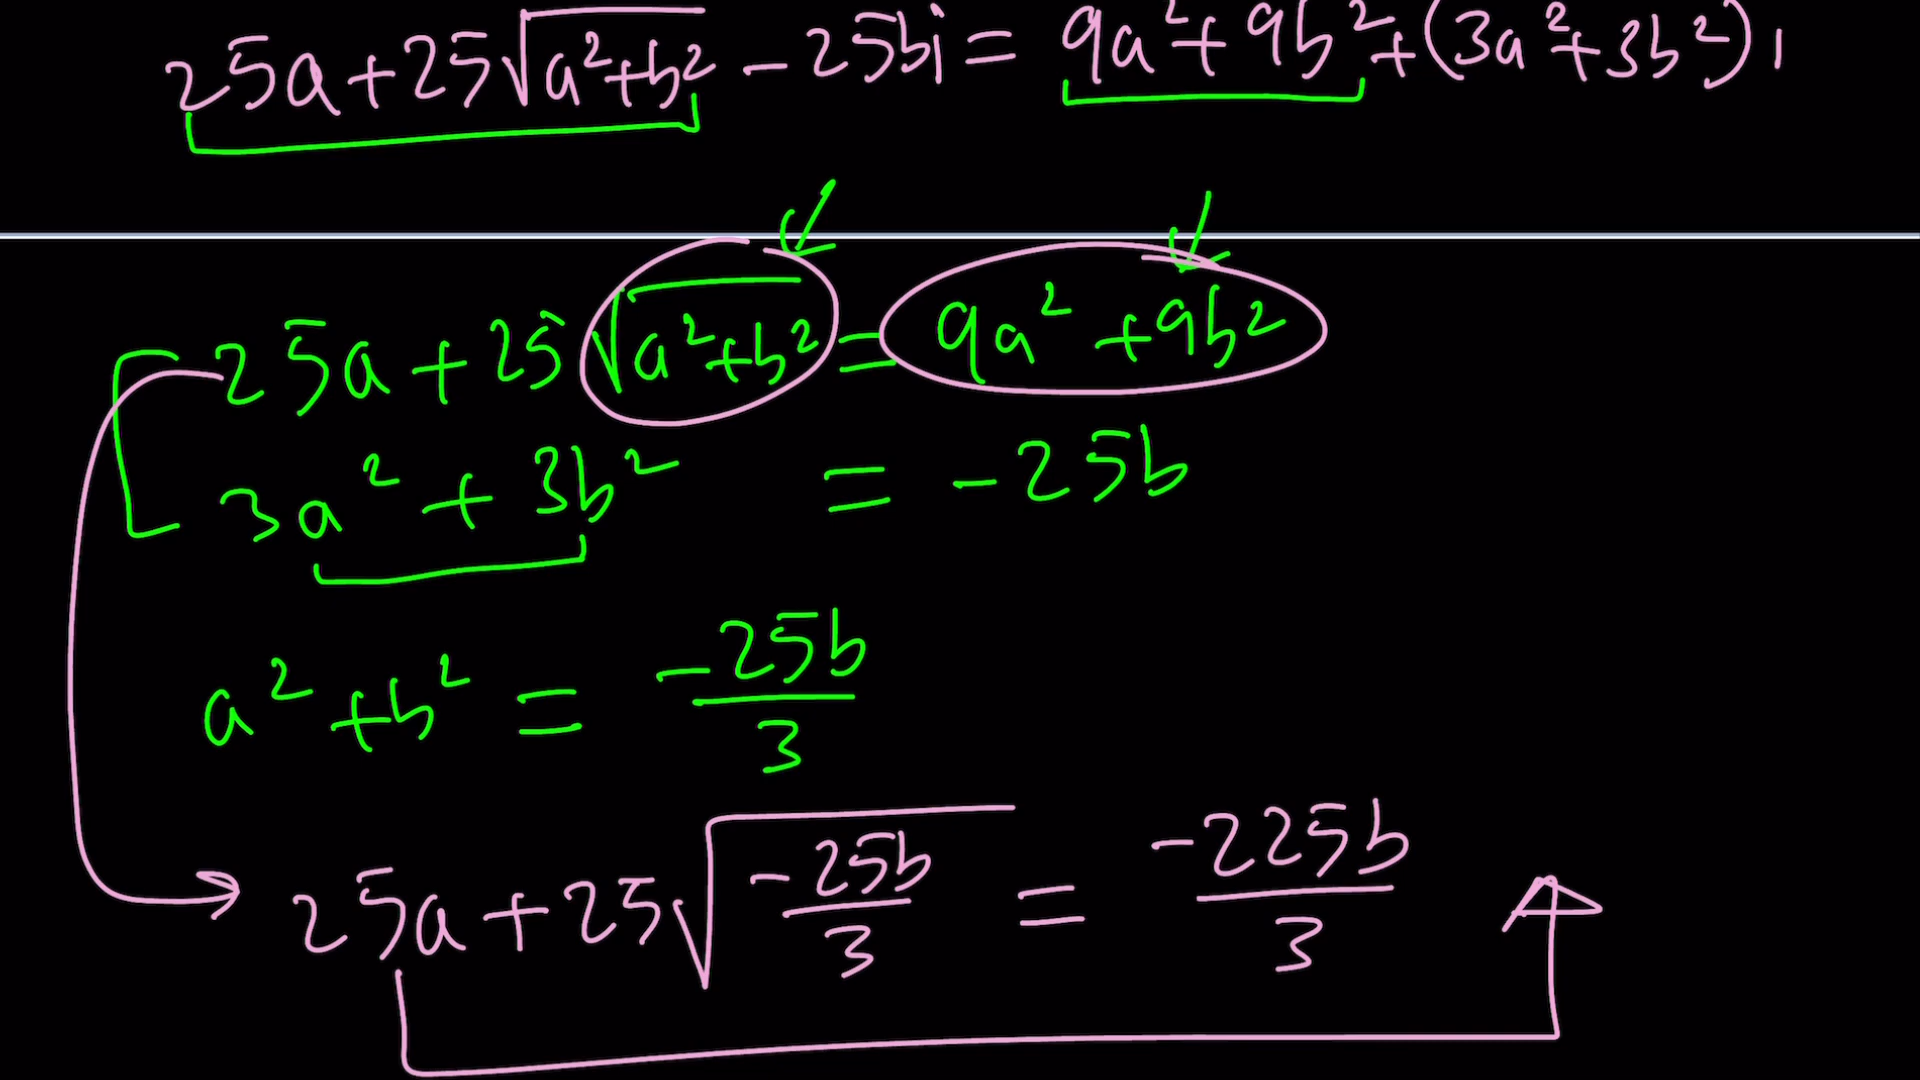 25a+25√(a²+b²) - 25bi = 9a²+9b²+(3a²+3b²)i
25a+25√(a²+b²) = 9a²+9b²
3a²+3b² = -25b
a²+b² = -25b/3
25a+25√(-25b/3) = -225b/3